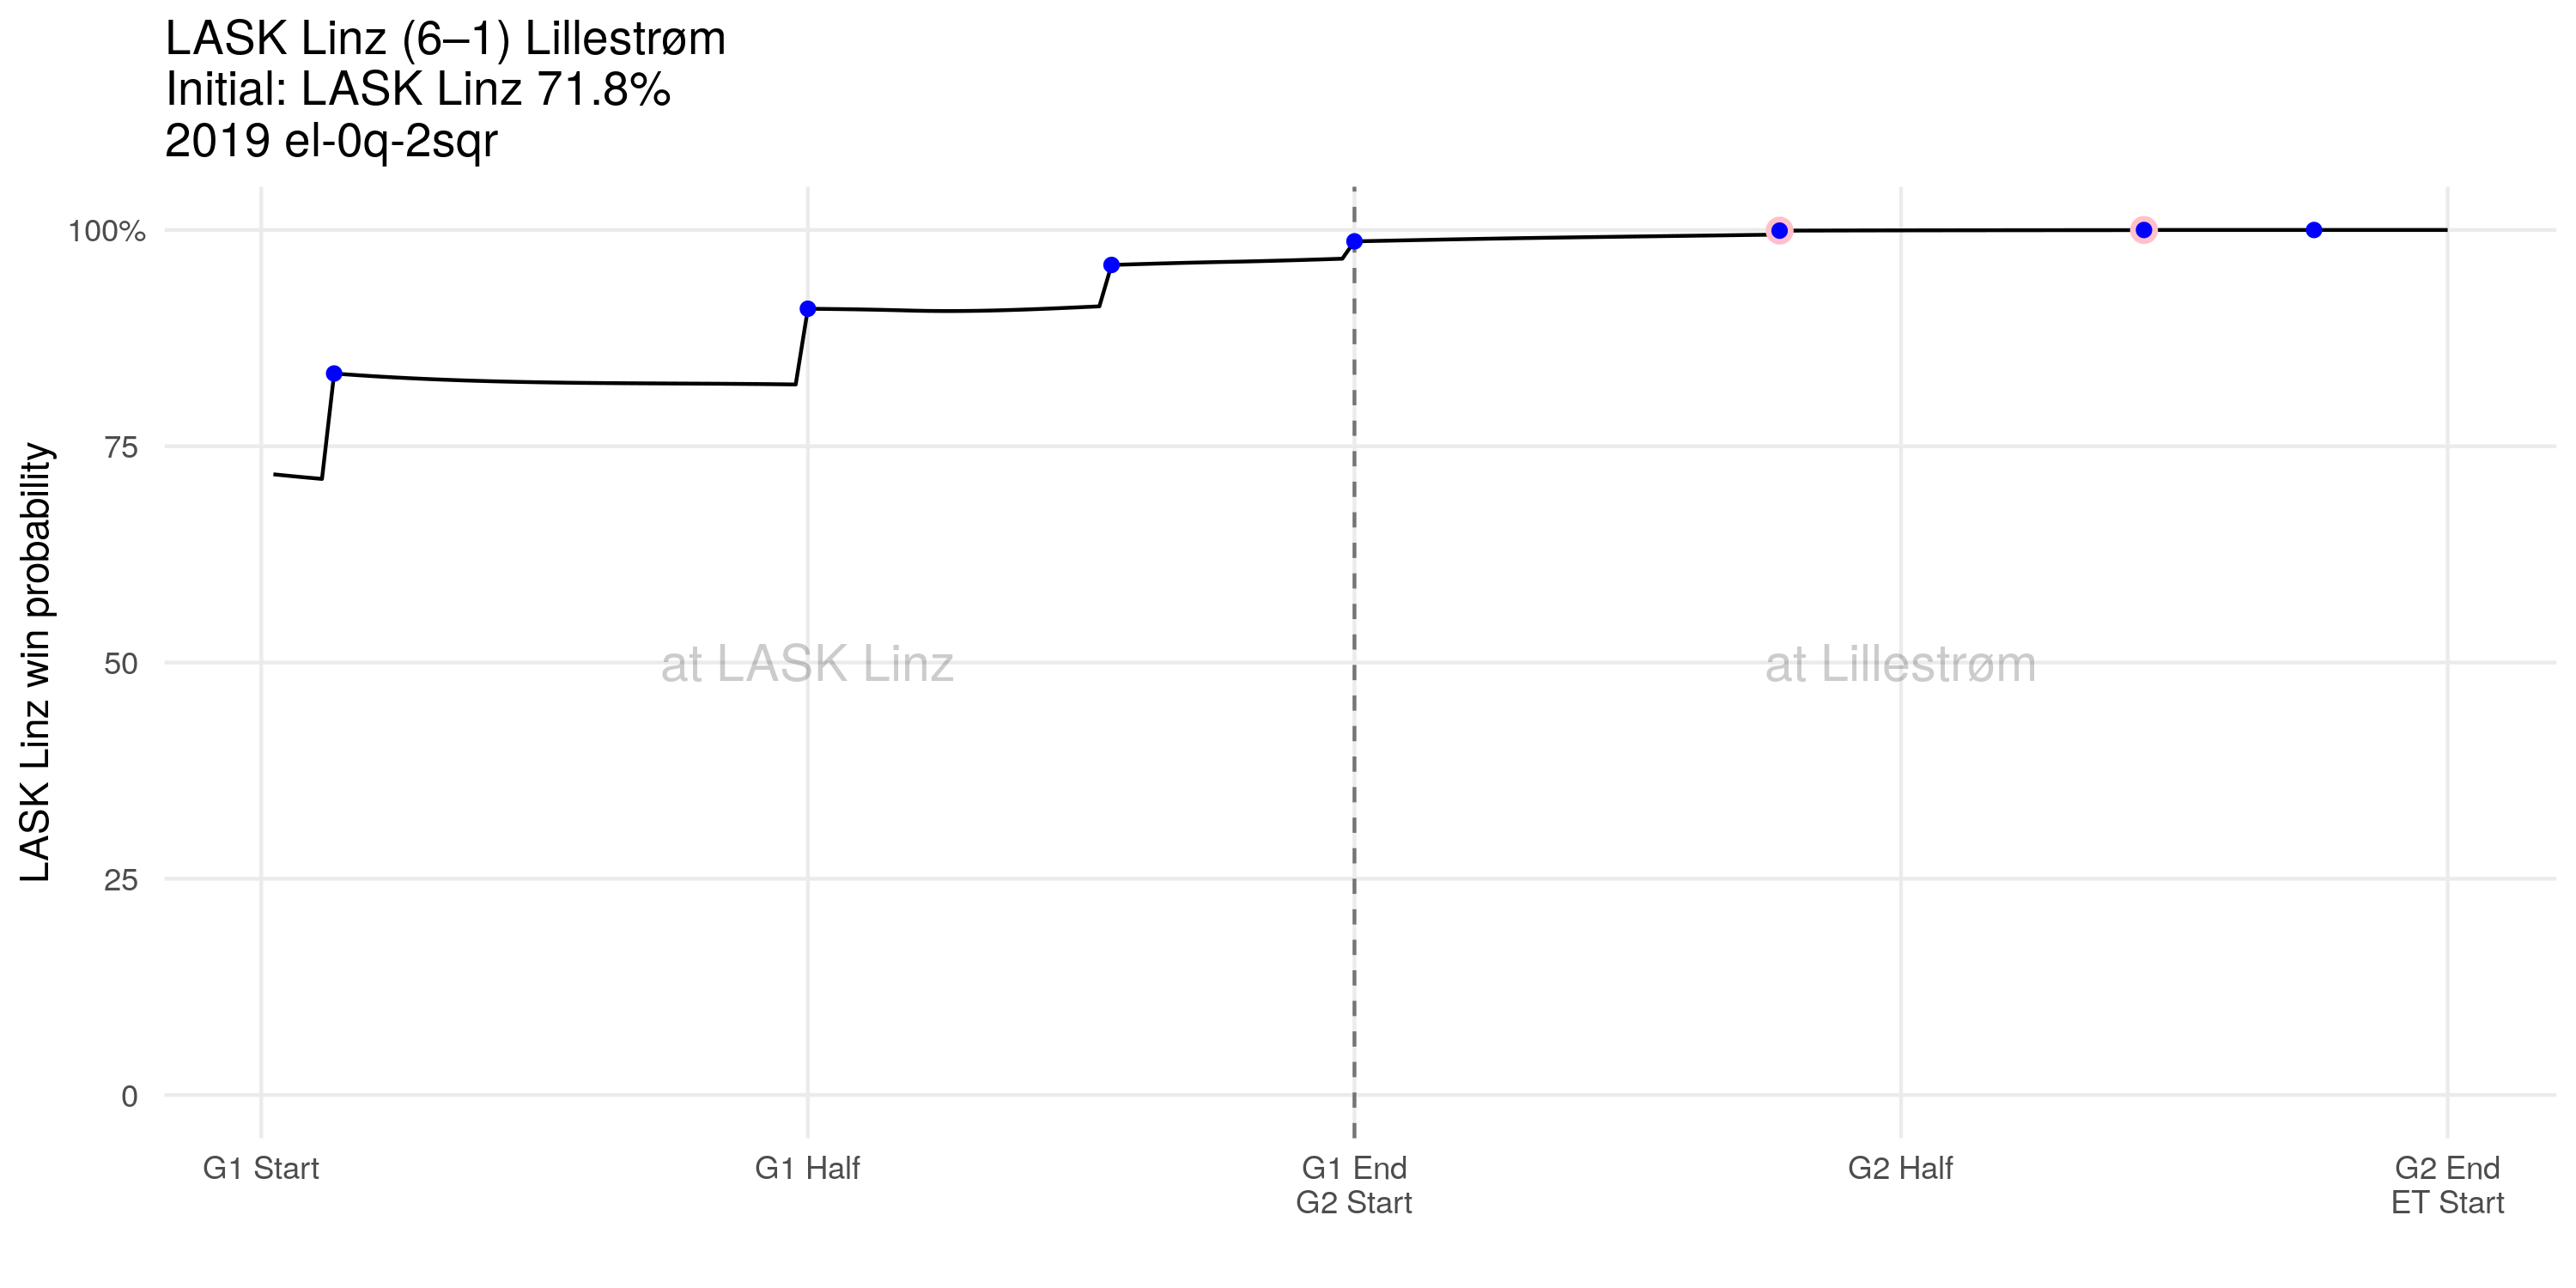 LASK Linz (6–1) Lillestrøm
Initial: LASK Linz 71.8%
2019 el-0q-2sqr
LASK Linz win probability
100%
75
50
25
0
at LASK Linz
at Lillestrøm
G1 Start
G1 Half
G1 End
G2 Start
G2 Half
G2 End
ET Start